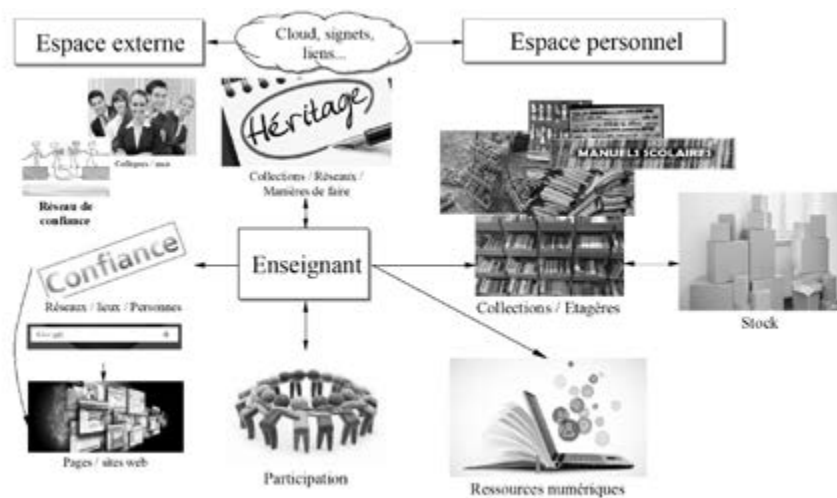 Espace externe
Cloud, signets,
liens...
Espace personnel
Héritage
Collègues / amis
Collections / Réseaux /
Manières de faire
MANUELS SCOLAIRES
Réseau de
confiance
Confiance
Enseignant
Réseaux / lieux / Personnes
Collections / Etagères
Stock
Google
Pages / sites web
Participation
Ressources numériques